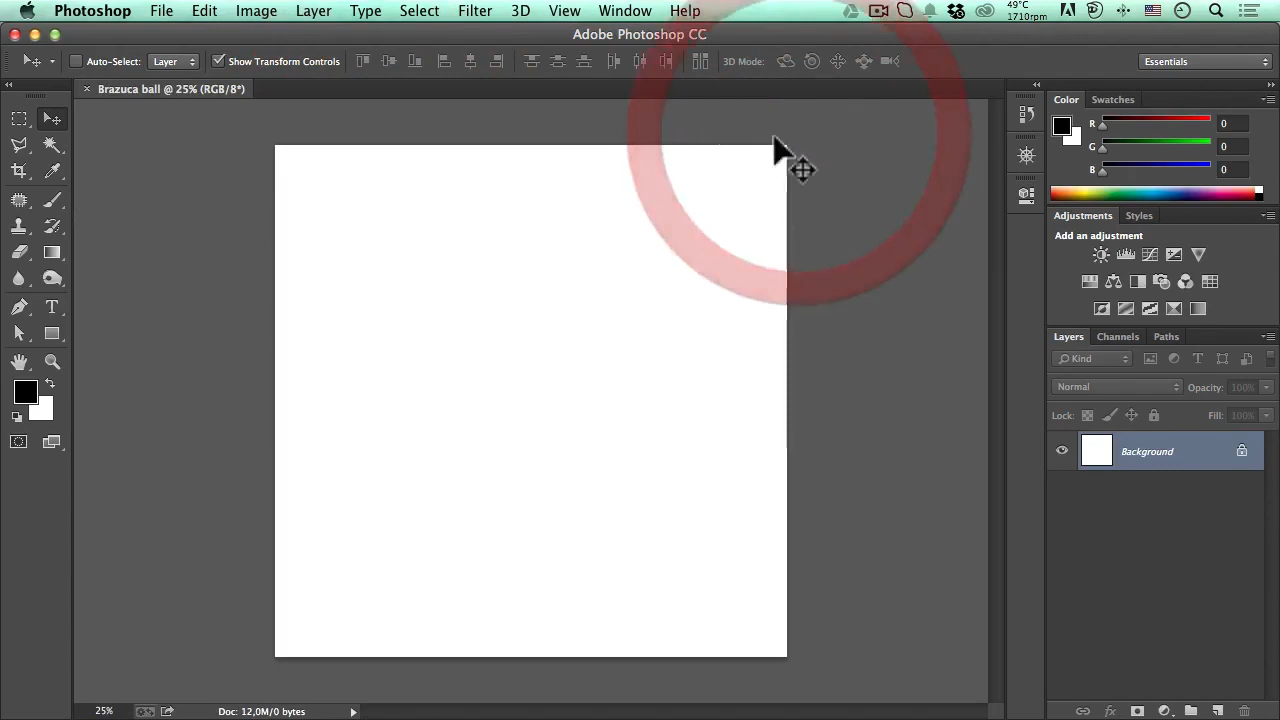 Photoshop File Edit Image Layer Type Select Filter 3D View Window Help 49°C 1710rpm
Adobe Photoshop CC
Auto-Select: Layer Show Transform Controls 3D Mode: Essentials
× Brazuca ball @ 25% (RGB/8*)
Color Swatches
R 0
G 0
B 0
Adjustments Styles
Add an adjustment
Layers Channels Paths
Kind
Normal Opacity: 100%
Lock: Fill: 100%
Background
25% Doc: 12,0M/0 bytes